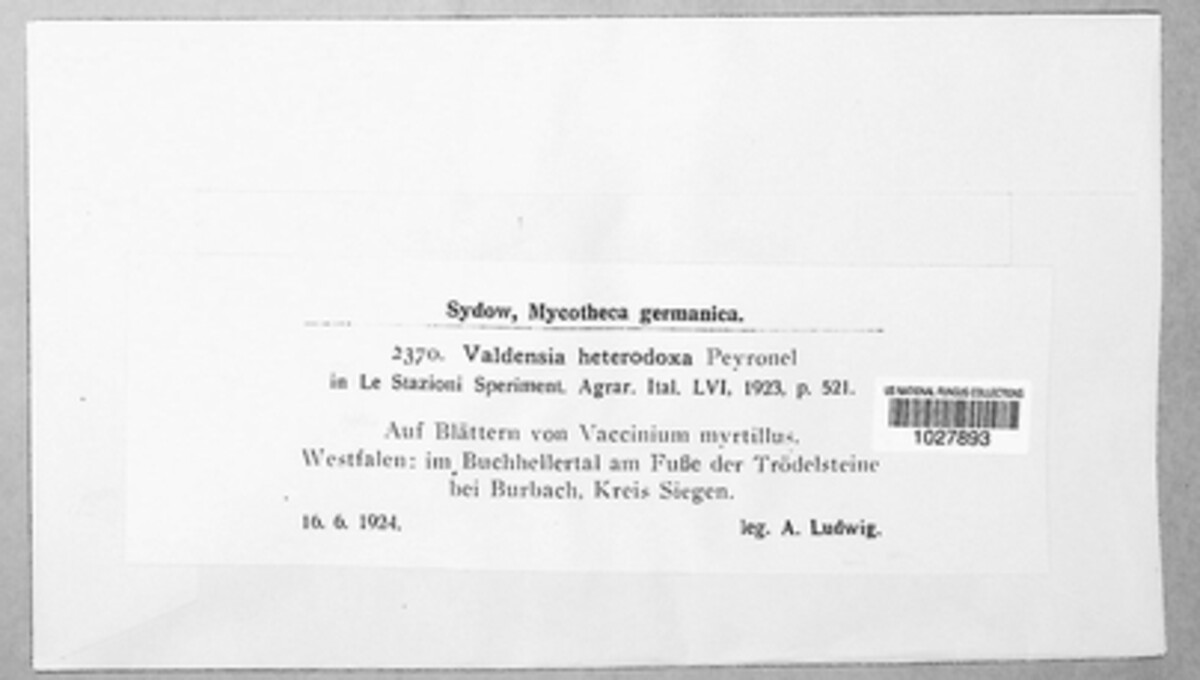 Sydow, Mycotheca germanica.
2370. Valdensia heterodoxa Peyronel
in Le Stazioni Speriment. Agrar. Ital. LVI, 1923, p. 521.
US NATIONAL FUNGUS COLLECTIONS
1027893
Auf Blättern von Vaccinium myrtillus.
Westfalen: im Buchhellertal am Fuße der Trödelsteine
bei Burbach, Kreis Siegen.
16. 6. 1924.
leg. A. Ludwig.